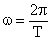 ω = 2π/T